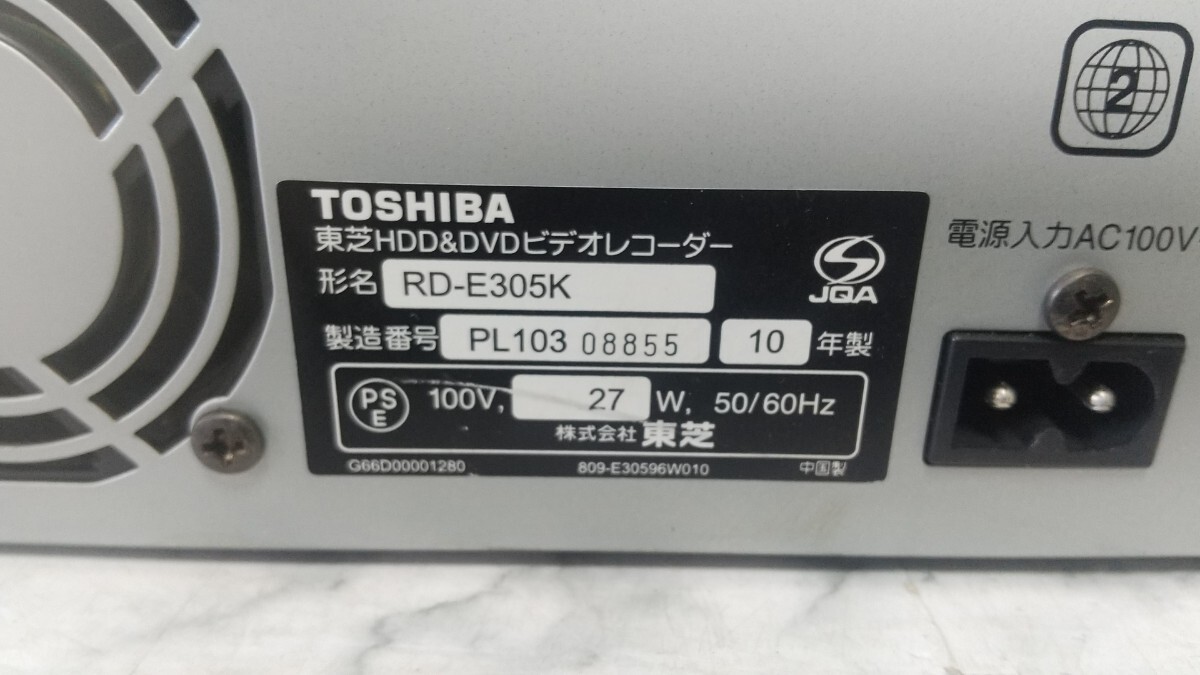 2
電源入力AC100V
TOSHIBA
東芝HDD&DVDビデオレコーダー
形名 RD-E305K
JQA
製造番号 PL103 08855 10 年製
PSE 100V, 27 W, 50/60Hz
株式会社 東芝
G66D00001280 809-E30596W010 中国製